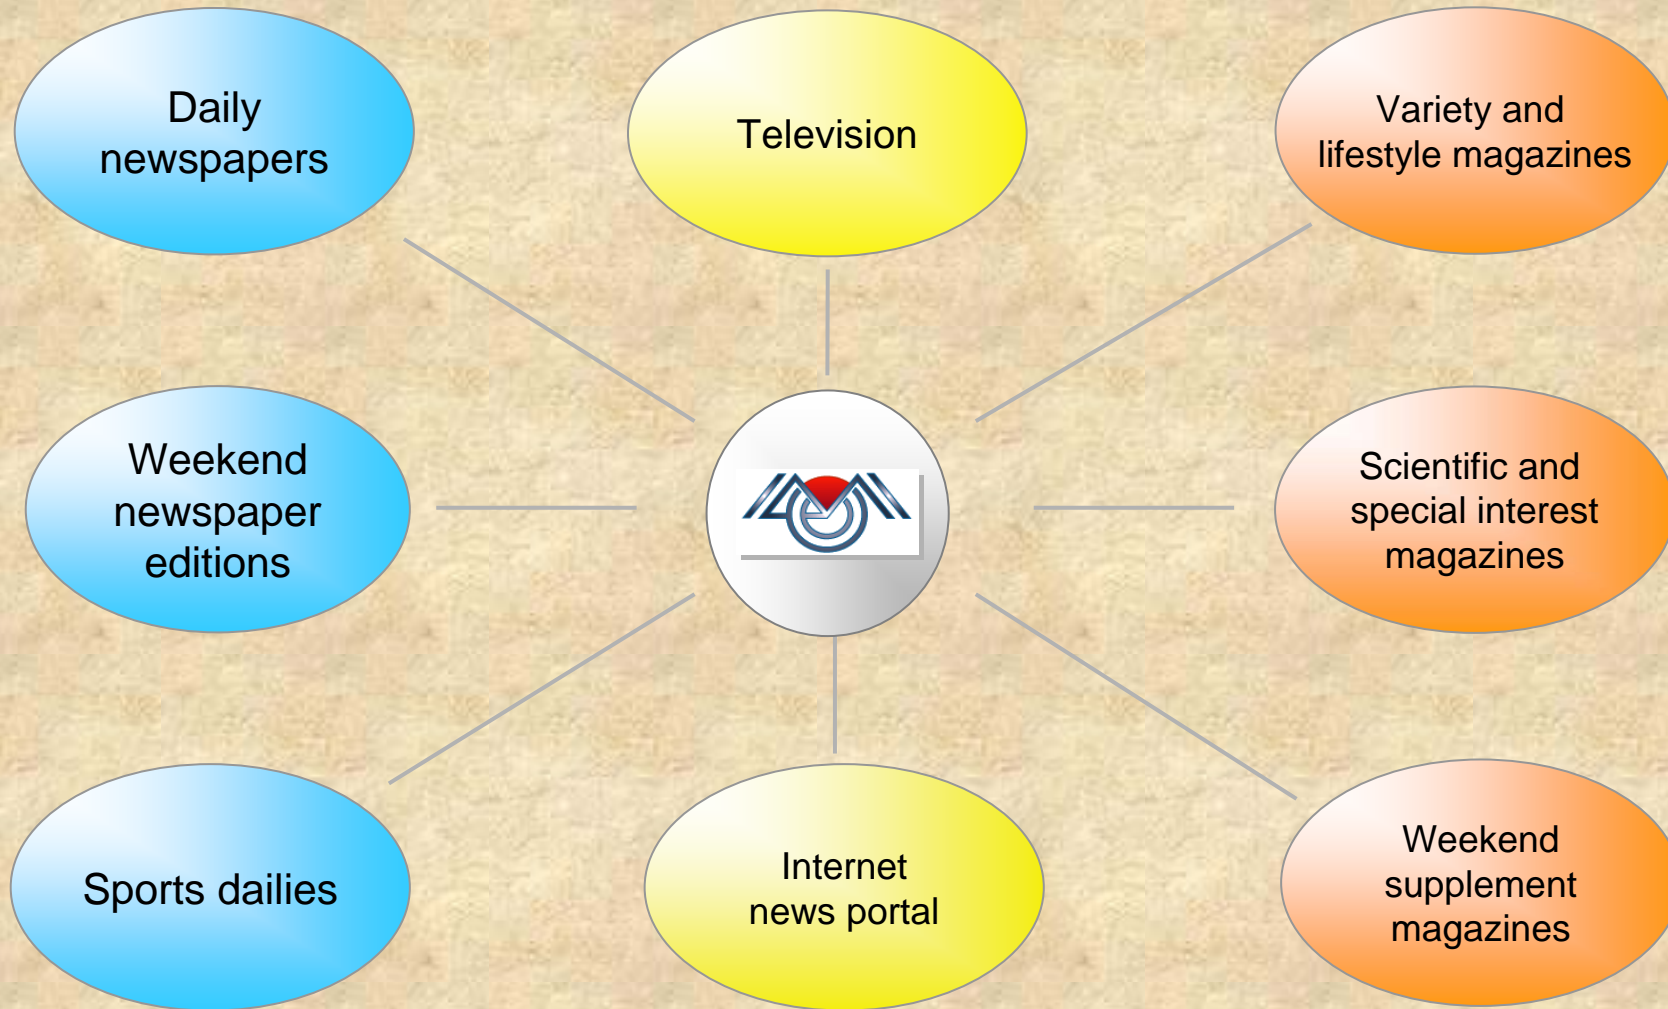 Daily
newspapers
Television
Variety and
lifestyle magazines
Weekend
newspaper
editions
Scientific and
special interest
magazines
Sports dailies
Internet
news portal
Weekend
supplement
magazines